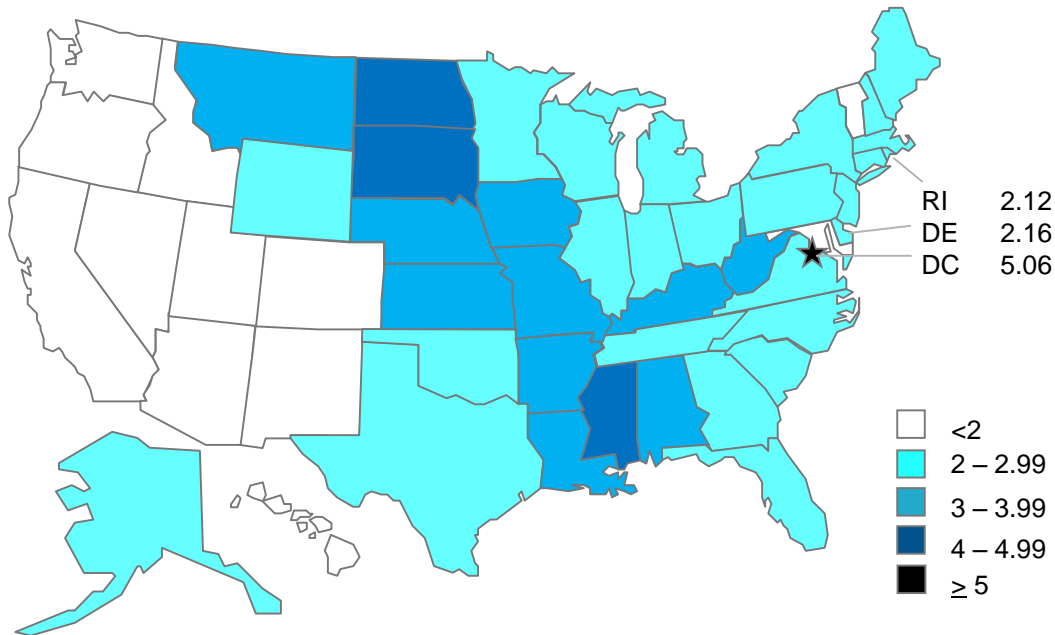 RI 2.12
DE 2.16
DC 5.06
<2
2 – 2.99
3 – 3.99
4 – 4.99
≥ 5